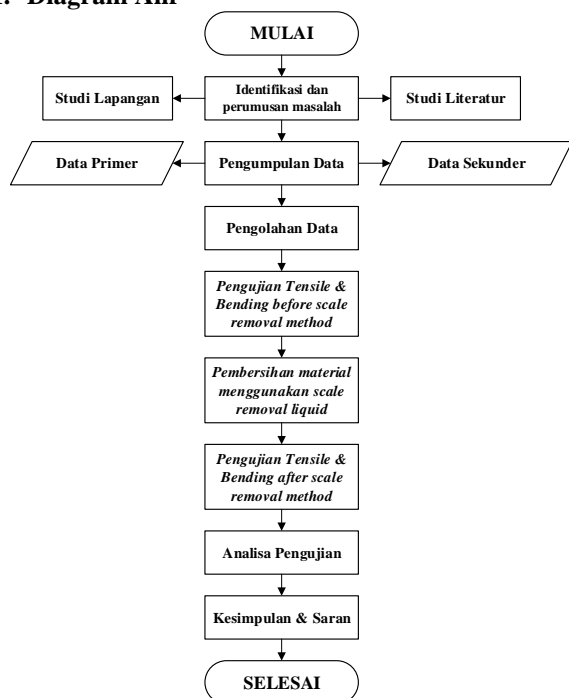 Diagram Alir
MULAI
Studi Lapangan
Identifikasi dan
perumusan masalah
Studi Literatur
Data Primer
Pengumpulan Data
Data Sekunder
Pengolahan Data
Pengujian Tensile &
Bending before scale
removal method
Pembersihan material
menggunakan scale
removal liquid
Pengujian Tensile &
Bending after scale
removal method
Analisa Pengujian
Kesimpulan & Saran
SELESAI